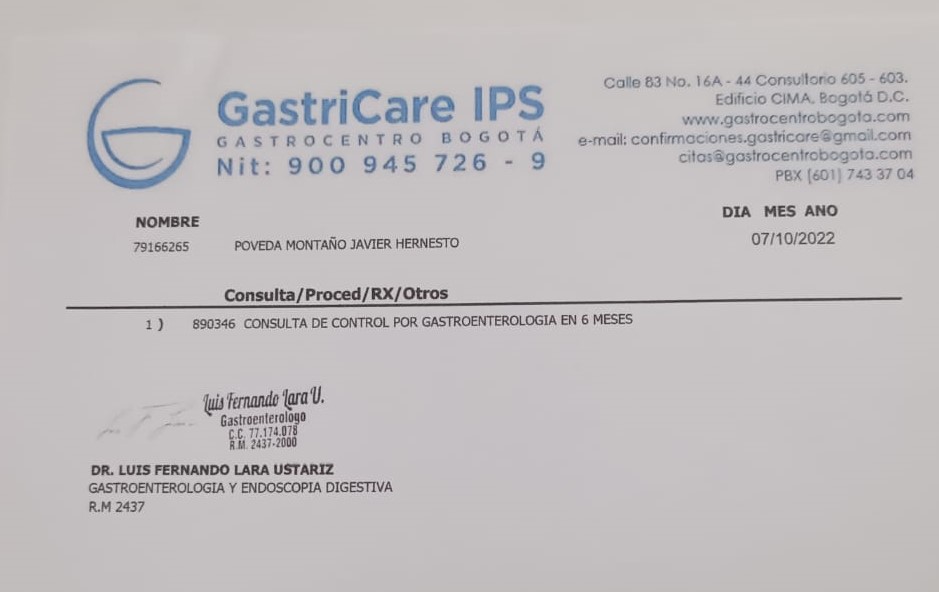 GastriCare IPS
GASTROCENTRO BOGOTÁ
Nit: 900 945 726 - 9
Calle 83 No. 16A - 44 Consultorio 605 - 603.
Edificio CIMA, Bogotá D.C.
www.gastrocentrobogota.com
e-mail: confirmaciones.gastricare@gmail.com
citas@gastrocentrobogota.com
PBX (601) 743 37 04
NOMBRE
79166265 POVEDA MONTAÑO JAVIER HERNESTO
DIA MES ANO
07/10/2022
Consulta/Proced/RX/Otros
1 ) 890346 CONSULTA DE CONTROL POR GASTROENTEROLOGIA EN 6 MESES
Luis Fernando Lara U.
Gastroenterologo
C.C. 77.174.078
R.M. 2437-2000
DR. LUIS FERNANDO LARA USTARIZ
GASTROENTEROLOGIA Y ENDOSCOPIA DIGESTIVA
R.M 2437